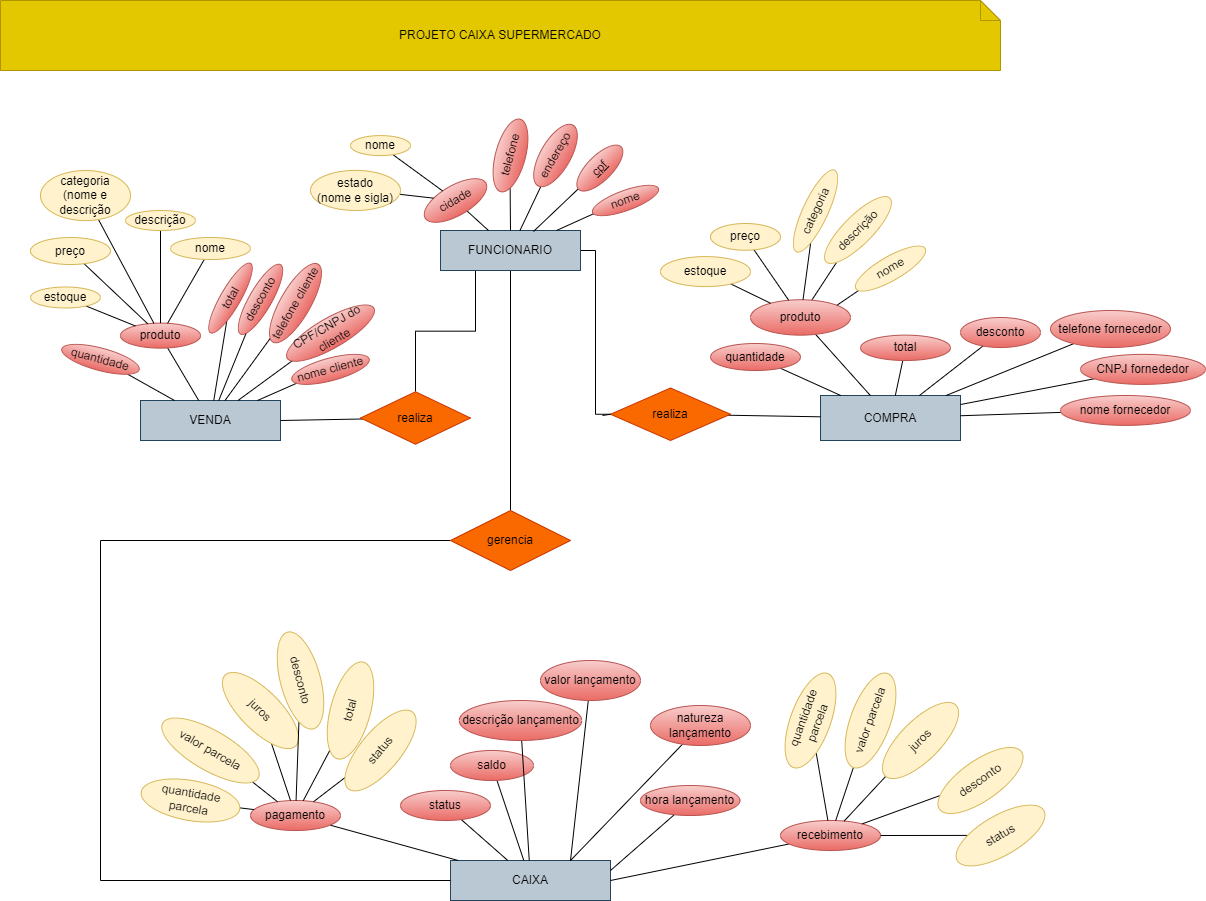 PROJETO CAIXA SUPERMERCADO
nome
estado
(nome e sigla)
cidade
telefone
endereço
cpf
nome
FUNCIONARIO
categoria
(nome e
descrição
descrição
nome
preço
estoque
produto
quantidade
total
desconto
telefone cliente
CPF/CNPJ do
cliente
nome cliente
VENDA
realiza
realiza
categoria
descrição
nome
preço
estoque
produto
quantidade
total
desconto
telefone fornecedor
CNPJ fornededor
nome fornecedor
COMPRA
gerencia
quantidade
parcela
valor parcela
juros
desconto
total
status
pagamento
status
saldo
descrição lançamento
valor lançamento
natureza
lançamento
hora lançamento
quantidade
parcela
valor parcela
juros
desconto
status
recebimento
CAIXA